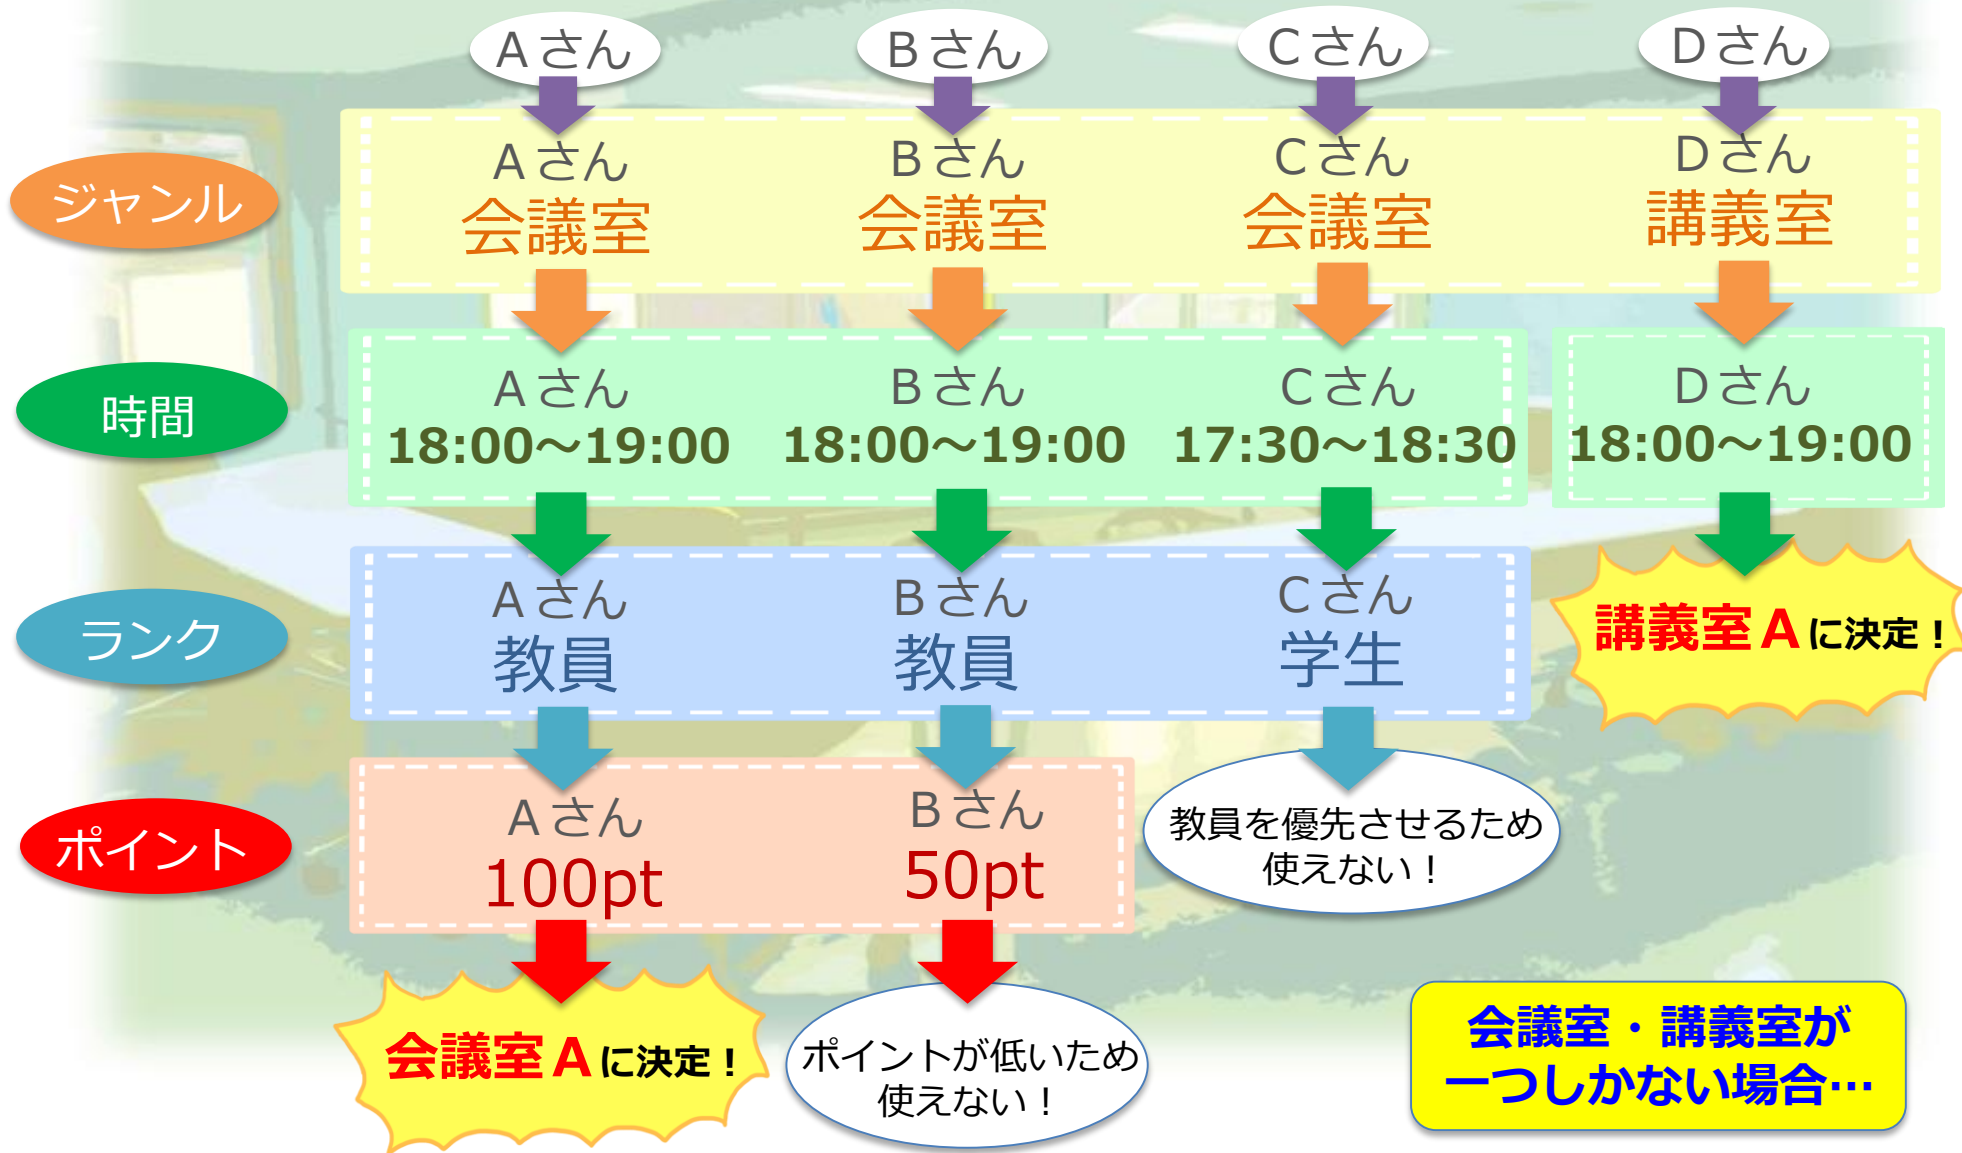 Aさん
Bさん
Cさん
Dさん
ジャンル
Aさん
会議室
Bさん
会議室
Cさん
会議室
Dさん
講義室
時間
Aさん
18:00～19:00
Bさん
18:00～19:00
Cさん
17:30～18:30
Dさん
18:00～19:00
ランク
Aさん
教員
Bさん
教員
Cさん
学生
講義室Aに決定！
ポイント
Aさん
100pt
Bさん
50pt
教員を優先させるため
使えない！
会議室Aに決定！
ポイントが低いため
使えない！
会議室・講義室が
一つしかない場合…